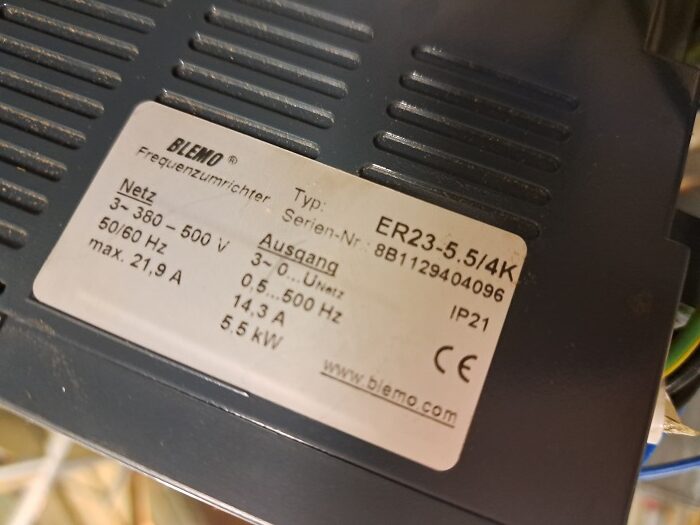 BLEMO ®
Frequenzumrichter
Typ: ER23-5.5/4K
Serien-Nr.: 8B1129404096
IP21
Netz
3~ 380 – 500 V
50/60 Hz
max. 21,9 A
Ausgang
3~ 0...UNetz
0,5...500 Hz
14,3 A
5,5 kW
CE
www.blemo.com